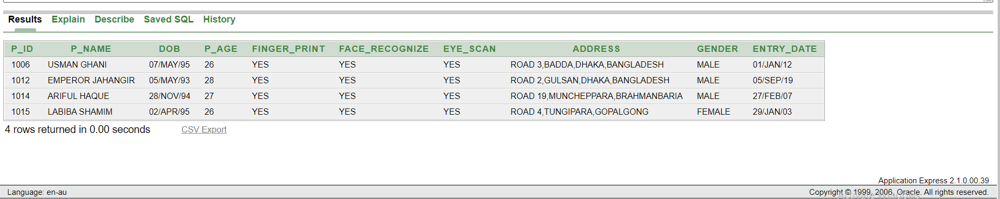 Results Explain Describe Saved SQL History
P_ID P_NAME DOB P_AGE FINGER_PRINT FACE_RECOGNIZE EYE_SCAN ADDRESS GENDER ENTRY_DATE
1006 USMAN GHANI 07/MAY/95 26 YES YES YES ROAD 3,BADDA,DHAKA,BANGLADESH MALE 01/JAN/12
1012 EMPEROR JAHANGIR 05/MAY/93 28 YES YES YES ROAD 2,GULSAN,DHAKA,BANGLADESH MALE 05/SEP/19
1014 ARIFUL HAQUE 28/NOV/94 27 YES YES YES ROAD 19,MUNCHEPPARA,BRAHMANBARIA MALE 27/FEB/07
1015 LABIBA SHAMIM 02/APR/95 26 YES YES YES ROAD 4,TUNGIPARA,GOPALGONG FEMALE 29/JAN/03
4 rows returned in 0.00 seconds CSV Export
Application Express 2.1.0.00.39
Language: en-au Copyright © 1999, 2006, Oracle. All rights reserved.
Activate Windows